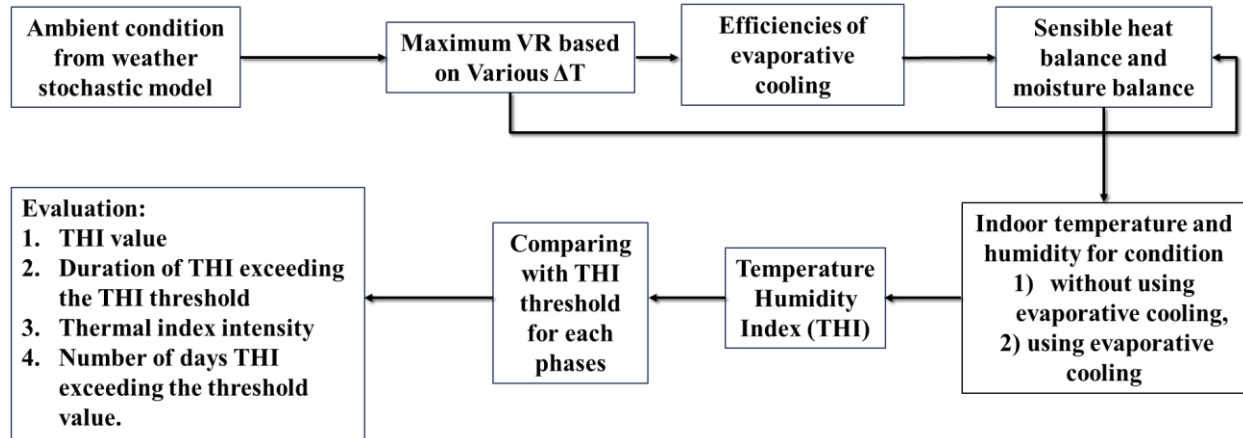 Ambient condition
from weather
stochastic model
Maximum VR based
on Various ΔT
Efficiencies of
evaporative
cooling
Sensible heat
balance and
moisture balance
Indoor temperature and
humidity for condition
1) without using
evaporative cooling,
2) using evaporative
cooling
Temperature
Humidity
Index (THI)
Comparing
with THI
threshold
for each
phases
Evaluation:
1. THI value
2. Duration of THI exceeding
the THI threshold
3. Thermal index intensity
4. Number of days THI
exceeding the threshold
value.